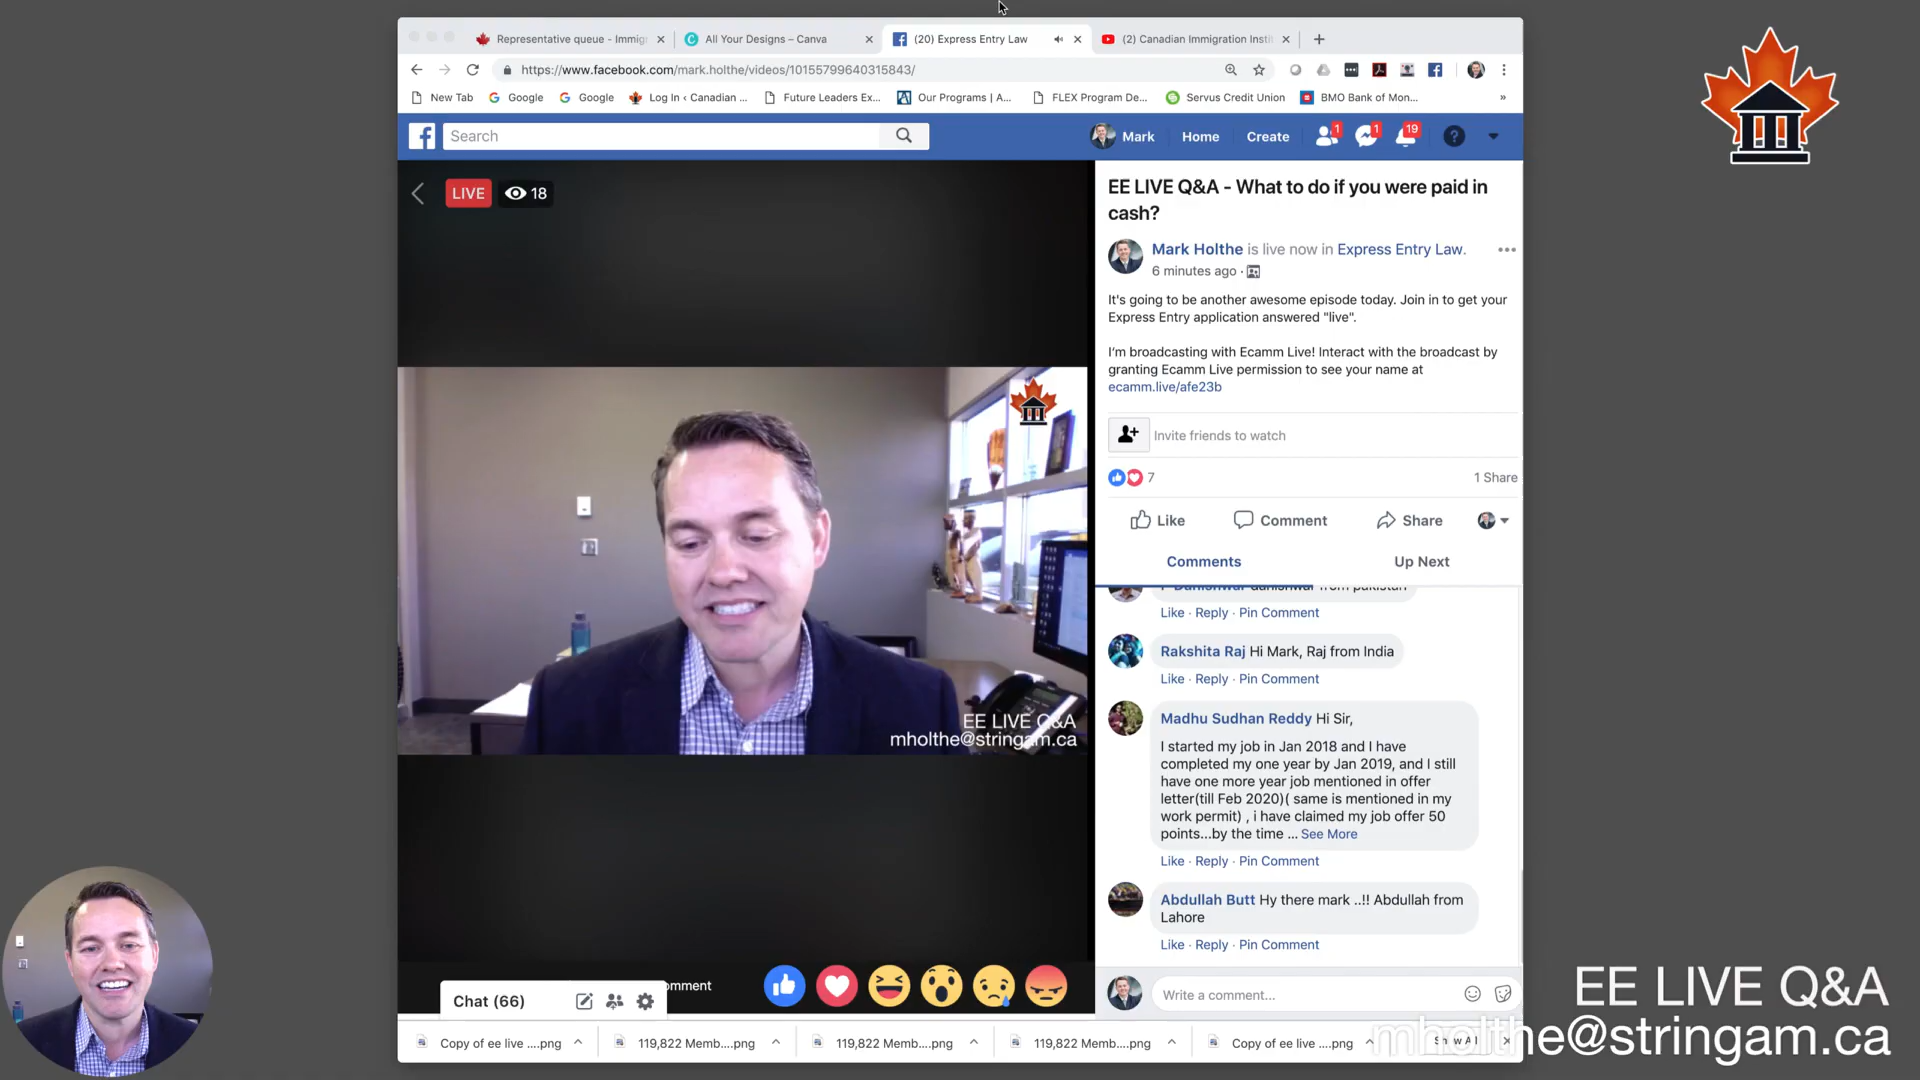 Representative queue - Immig
All Your Designs – Canva
(20) Express Entry Law
(2) Canadian Immigration Insti
https://www.facebook.com/mark.holthe/videos/10155799640315843/
New Tab
Google
Google
Log In ‹ Canadian ...
Future Leaders Ex...
Our Programs | A...
FLEX Program De...
Servus Credit Union
BMO Bank of Mon...
»
Search
Mark
Home
Create
1
1
19
LIVE
18
EE LIVE Q&A - What to do if you were paid in
cash?
Mark Holthe is live now in Express Entry Law.
6 minutes ago ·
It's going to be another awesome episode today. Join in to get your
Express Entry application answered "live".
I'm broadcasting with Ecamm Live! Interact with the broadcast by
granting Ecamm Live permission to see your name at
ecamm.live/afe23b
Invite friends to watch
7
1 Share
Like
Comment
Share
Comments
Up Next
from pakistan
Like · Reply · Pin Comment
Rakshita Raj Hi Mark, Raj from India
Like · Reply · Pin Comment
Madhu Sudhan Reddy Hi Sir,
I started my job in Jan 2018 and I have
completed my one year by Jan 2019, and I still
have one more year job mentioned in offer
letter(till Feb 2020)( same is mentioned in my
work permit) , i have claimed my job offer 50
points...by the time ... See More
Like · Reply · Pin Comment
Abdullah Butt Hy there mark ..!! Abdullah from
Lahore
Like · Reply · Pin Comment
Write a comment...
EE LIVE Q&A
mholthe@stringam.ca
Chat (66)
omment
Copy of ee live ....png
119,822 Memb....png
119,822 Memb....png
119,822 Memb....png
Copy of ee live ....png
Show All
EE LIVE Q&A
mholthe@stringam.ca